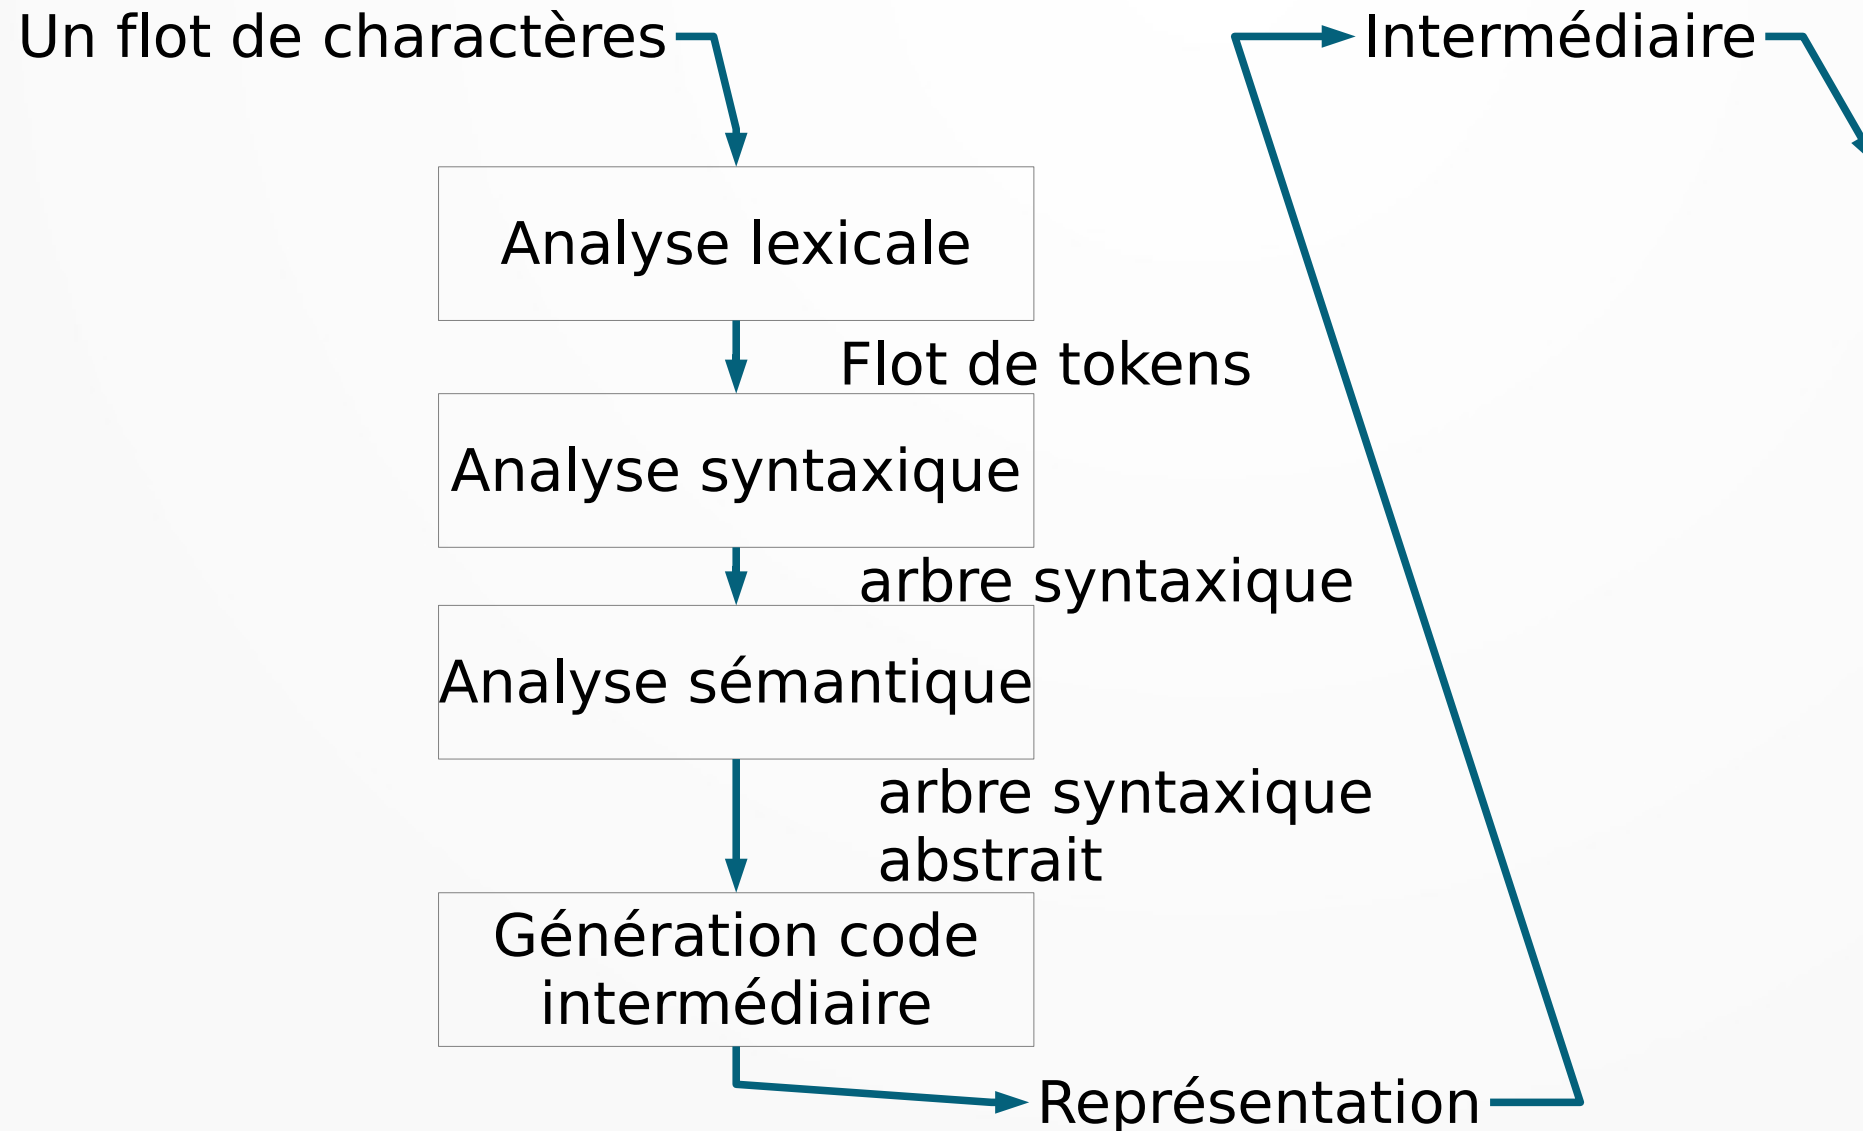 Un flot de charactères
Analyse lexicale
Flot de tokens
Analyse syntaxique
arbre syntaxique
Analyse sémantique
arbre syntaxique
abstrait
Génération code
intermédiaire
Représentation
Intermédiaire